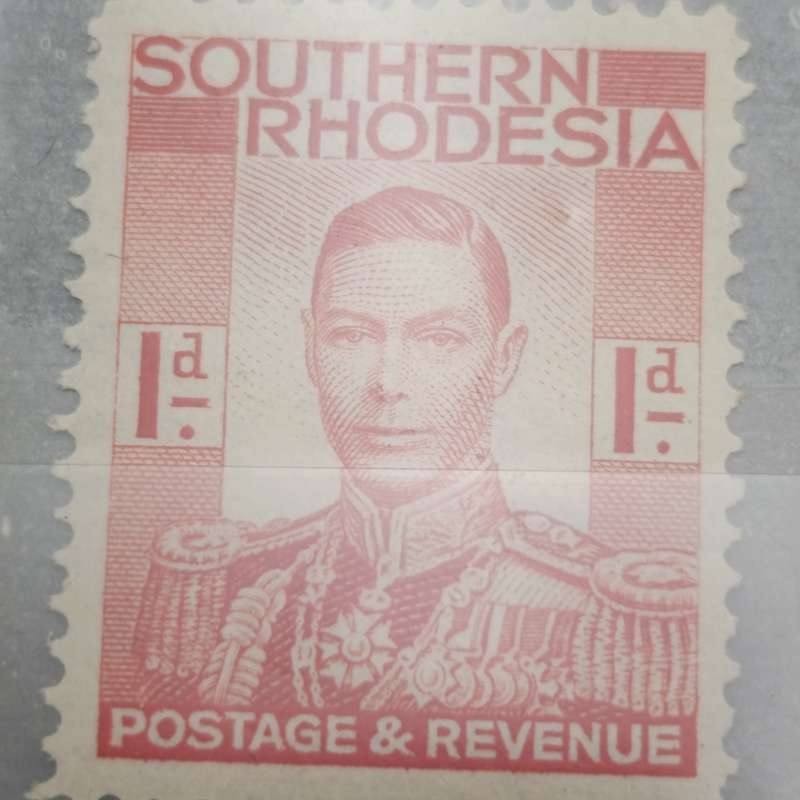 SOUTHERN
RHODESIA
1d.
1d.
POSTAGE & REVENUE